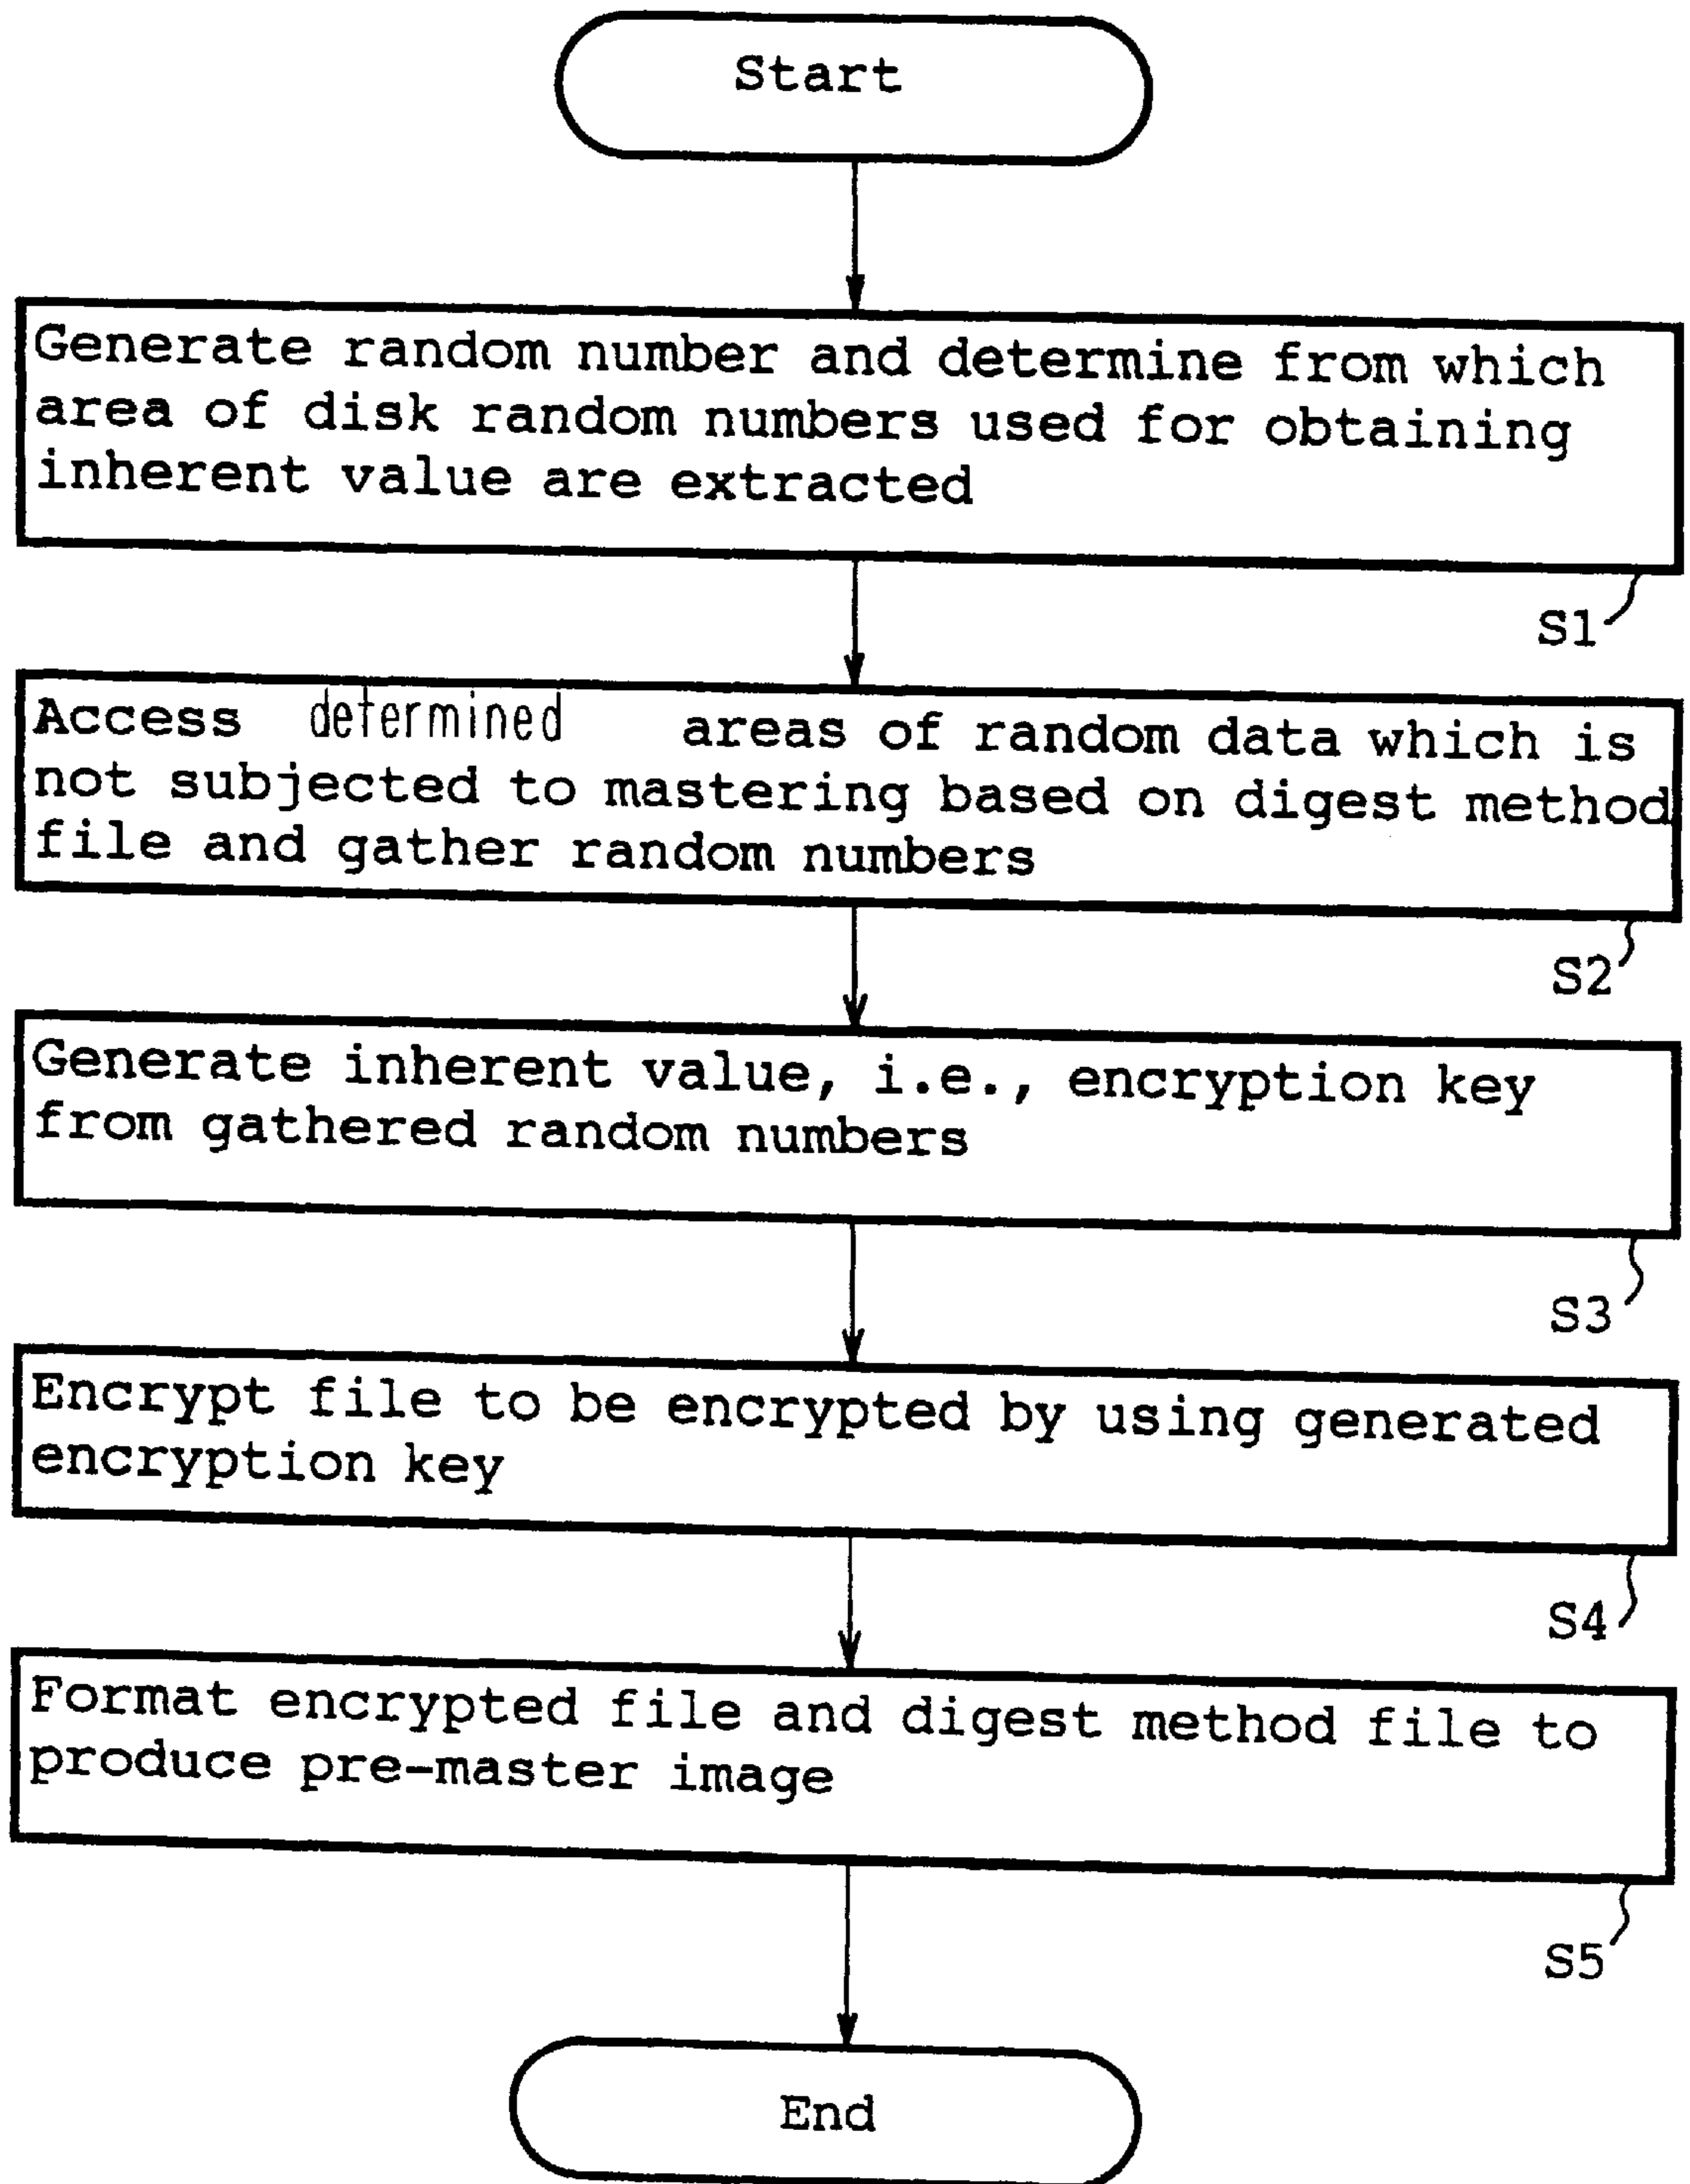 Start
Generate random number and determine from which
area of disk random numbers used for obtaining
inherent value are extracted
S1
Access determined areas of random data which is
not subjected to mastering based on digest method
file and gather random numbers
S2
Generate inherent value, i.e., encryption key
from gathered random numbers
S3
Encrypt file to be encrypted by using generated
encryption key
S4
Format encrypted file and digest method file to
produce pre-master image
S5
End